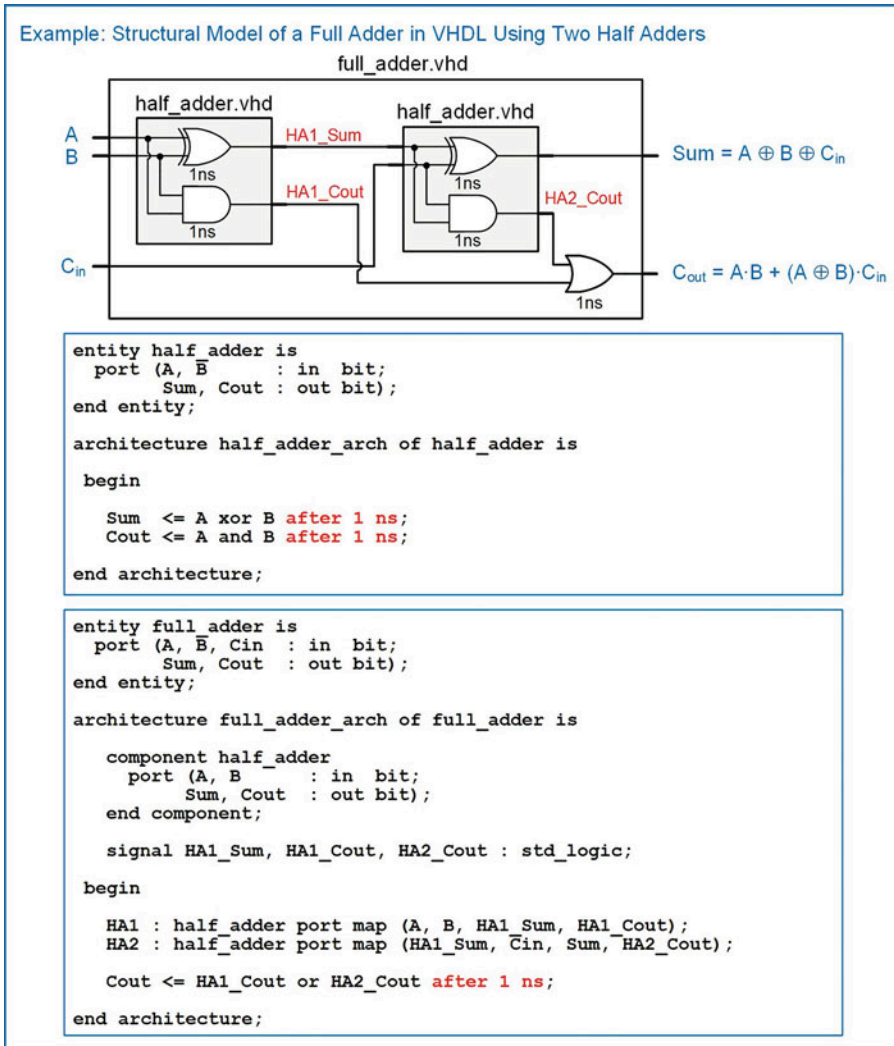 Example: Structural Model of a Full Adder in VHDL Using Two Half Adders
full_adder.vhd
half_adder.vhd
half_adder.vhd
A
B
HA1_Sum
Sum = A ⊕ B ⊕ Cin
1ns
1ns
HA1_Cout
HA2_Cout
1ns
1ns
Cin
Cout = A·B + (A ⊕ B)·Cin
1ns
entity half_adder is
port (A, B : in bit;
Sum, Cout : out bit);
end entity;
architecture half_adder_arch of half_adder is
begin
Sum <= A xor B after 1 ns;
Cout <= A and B after 1 ns;
end architecture;
entity full_adder is
port (A, B, Cin : in bit;
Sum, Cout : out bit);
end entity;
architecture full_adder_arch of full_adder is
component half_adder
port (A, B : in bit;
Sum, Cout : out bit);
end component;
signal HA1_Sum, HA1_Cout, HA2_Cout : std_logic;
begin
HA1 : half_adder port map (A, B, HA1_Sum, HA1_Cout);
HA2 : half_adder port map (HA1_Sum, Cin, Sum, HA2_Cout);
Cout <= HA1_Cout or HA2_Cout after 1 ns;
end architecture;